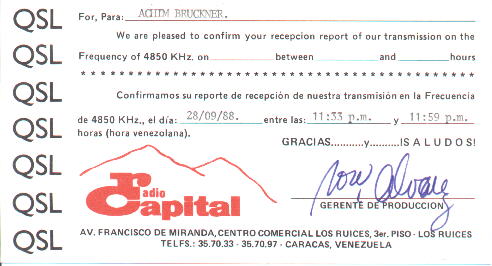 QSL
QSL
QSL
QSL
QSL
QSL
QSL
For, Para: ACHIM BRUCKNER.
We are pleased to confirm your recepcion report of our transmission on the
Frequency of 4850 KHz. on between and hours
* * * * * * * * * * * * * * * * * * * * * * * * * * * * * * * * * * * * * * * *
Confirmamos su reporte de recepción de nuestra transmisión en la Frecuencia
de 4850 KHz., el día: 28/09/88. entre las: 11:33 p.m. y 11:59 p.m.
horas (hora venezolana).
GRACIAS..........y..........!SALUDOS!
Radio
Capital
GERENTE DE PRODUCCION
AV. FRANCISCO DE MIRANDA, CENTRO COMERCIAL LOS RUICES, 3er. PISO - LOS RUICES
TELFS.: 35.70.33 - 35.70.97 - CARACAS, VENEZUELA